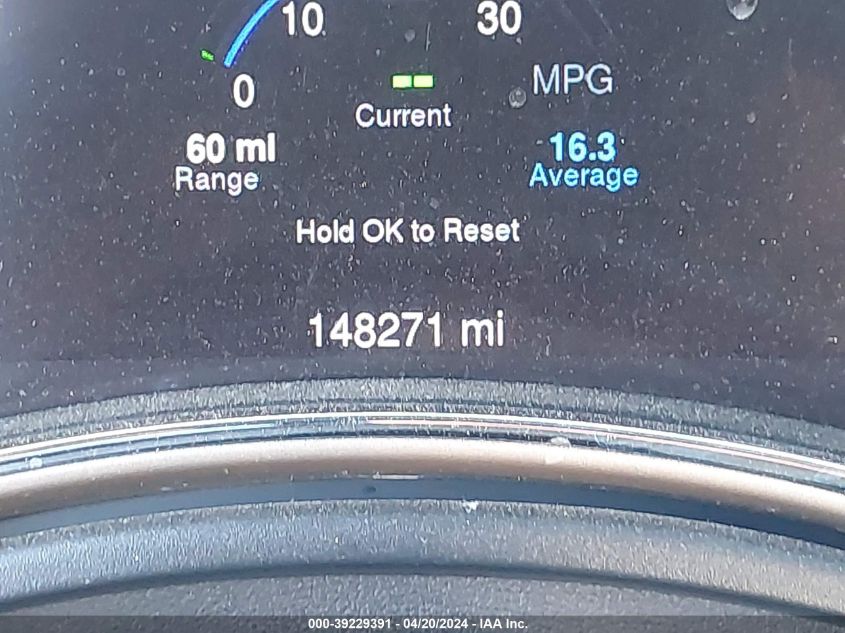 10 30
0 MPG
Current
60 mi 16.3
Range Average
Hold OK to Reset
148271 mi
000-39229391 - 04/20/2024 - IAA Inc.